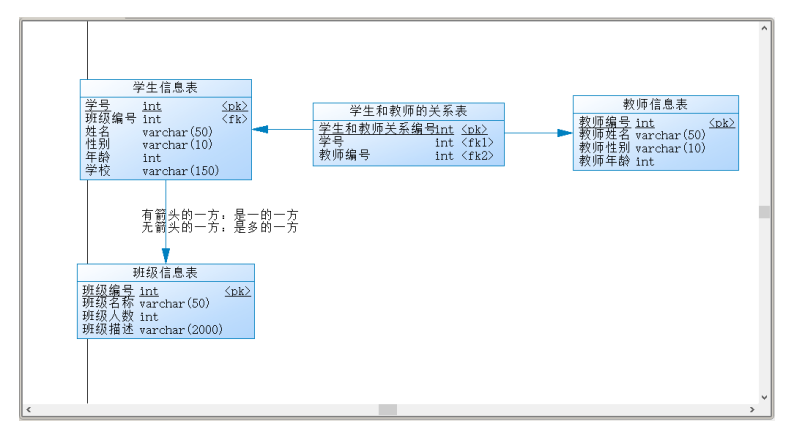 学生信息表
学号 int <pk>
班级编号 int <fk>
姓名 varchar(50)
性别 varchar(10)
年龄 int
学校 varchar(150)
学生和教师的关系表
学生和教师关系编号int <pk>
学号 int <fk1>
教师编号 int <fk2>
教师信息表
教师编号 int <pk>
教师姓名 varchar(50)
教师性别 varchar(10)
教师年龄 int
有箭头的一方：是一的一方
无箭头的一方：是多的一方
班级信息表
班级编号 int <pk>
班级名称 varchar(50)
班级人数 int
班级描述 varchar(2000)